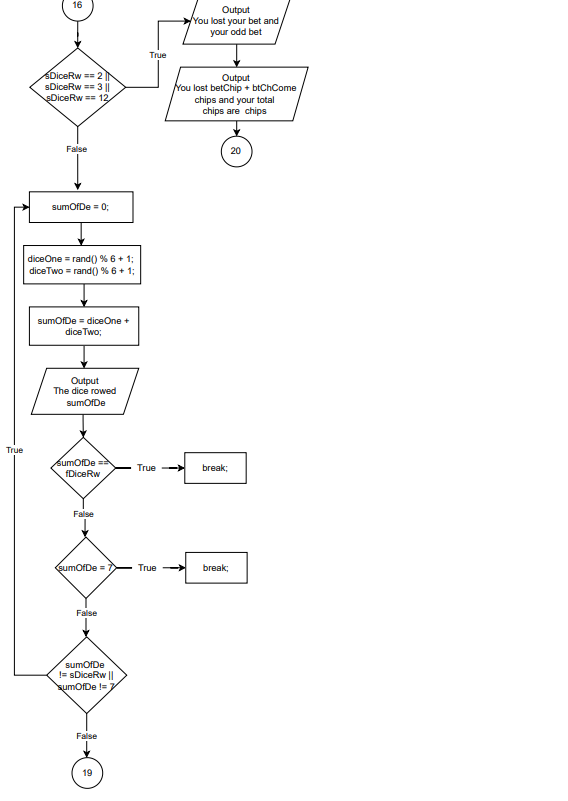 16
Output
You lost your bet and
your odd bet
True
sDiceRw == 2 ||
sDiceRw == 3 ||
sDiceRw == 12
Output
You lost betChip + btChCome
chips and your total
chips are chips
20
False
sumOfDe = 0;
diceOne = rand() % 6 + 1;
diceTwo = rand() % 6 + 1;
sumOfDe = diceOne +
diceTwo;
Output
The dice rowed
sumOfDe
True
sumOfDe ==
fDiceRw
True
break;
False
sumOfDe = 7
True
break;
False
sumOfDe
!= sDiceRw ||
sumOfDe != 7
False
19